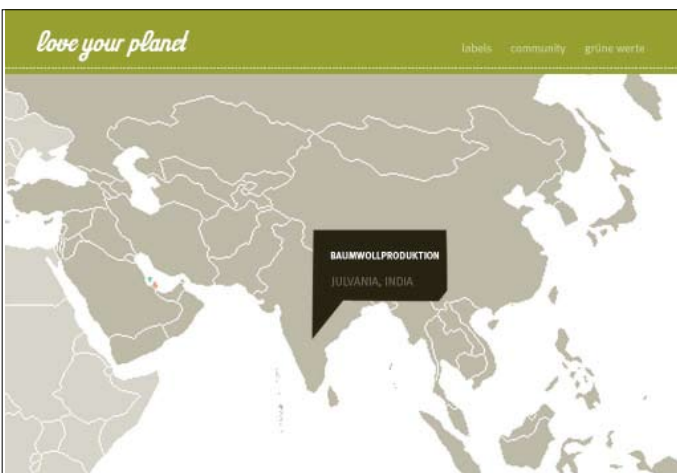 love your planet
labels community grüne werte
BAUMWOLLPRODUKTION
JULVANIA, INDIA